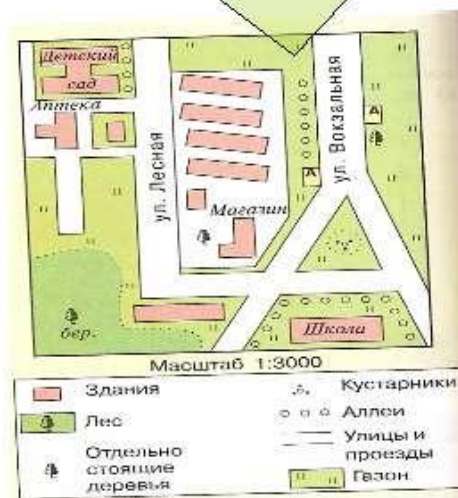 Детский
сад
Аптека
ул. Лесная
Магазин
А
ул. Вокзальная
А
бер.
Школа
Масштаб 1:3000
Здания
Лес
Отдельно
стоящие
деревья
Кустарники
Аллеи
Улицы и
проезды
Газон